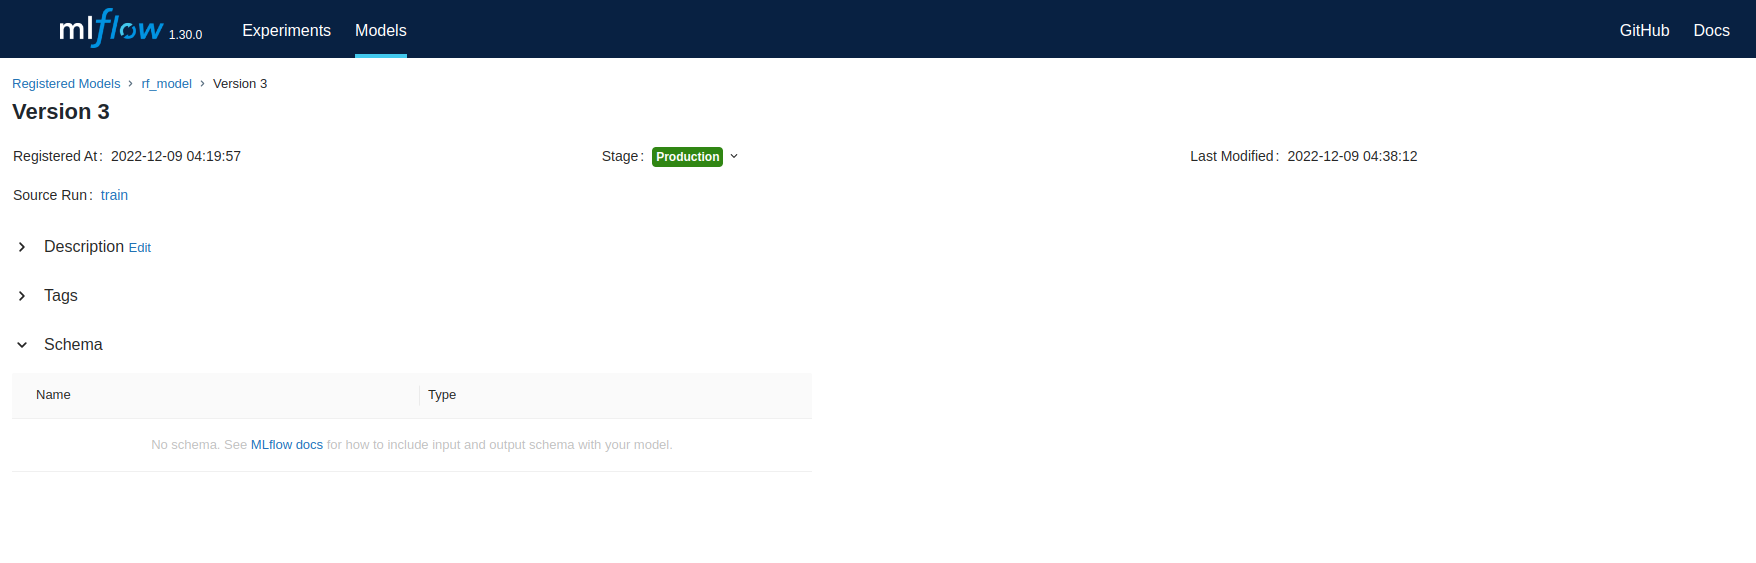 mlflow 1.30.0 Experiments Models GitHub Docs
Registered Models › rf_model › Version 3
Version 3
Registered At: 2022-12-09 04:19:57 Stage: Production Last Modified: 2022-12-09 04:38:12
Source Run: train
Description Edit
Tags
Schema
Name Type
No schema. See MLflow docs for how to include input and output schema with your model.